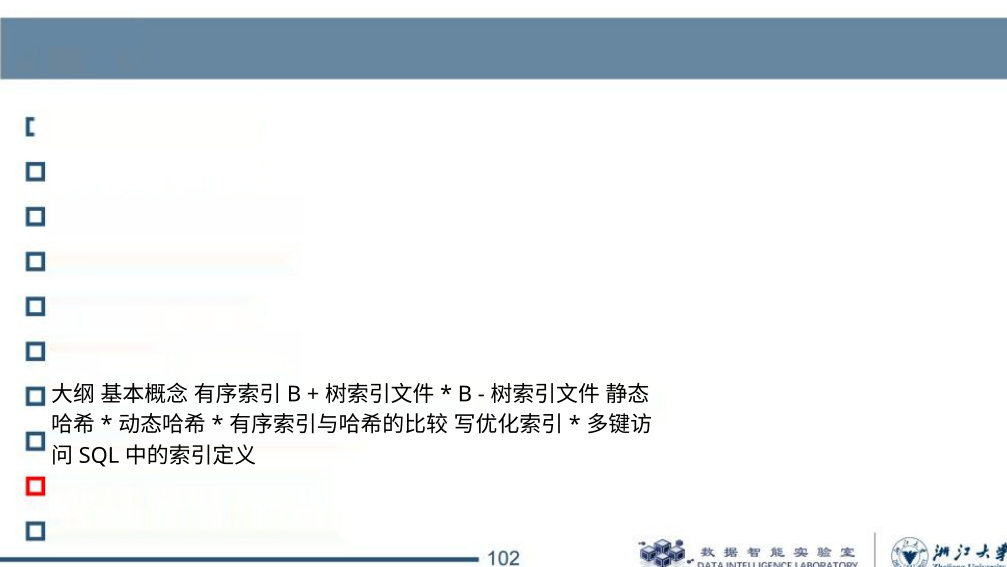 大纲 基本概念 有序索引 B + 树索引文件 * B - 树索引文件 静态
哈希 * 动态哈希 * 有序索引与哈希的比较 写优化索引 * 多键访
问 SQL 中的索引定义
102
数据智能实验室
DATA INTELLIGENCE LABORATORY
浙江大学
Zhejiang University